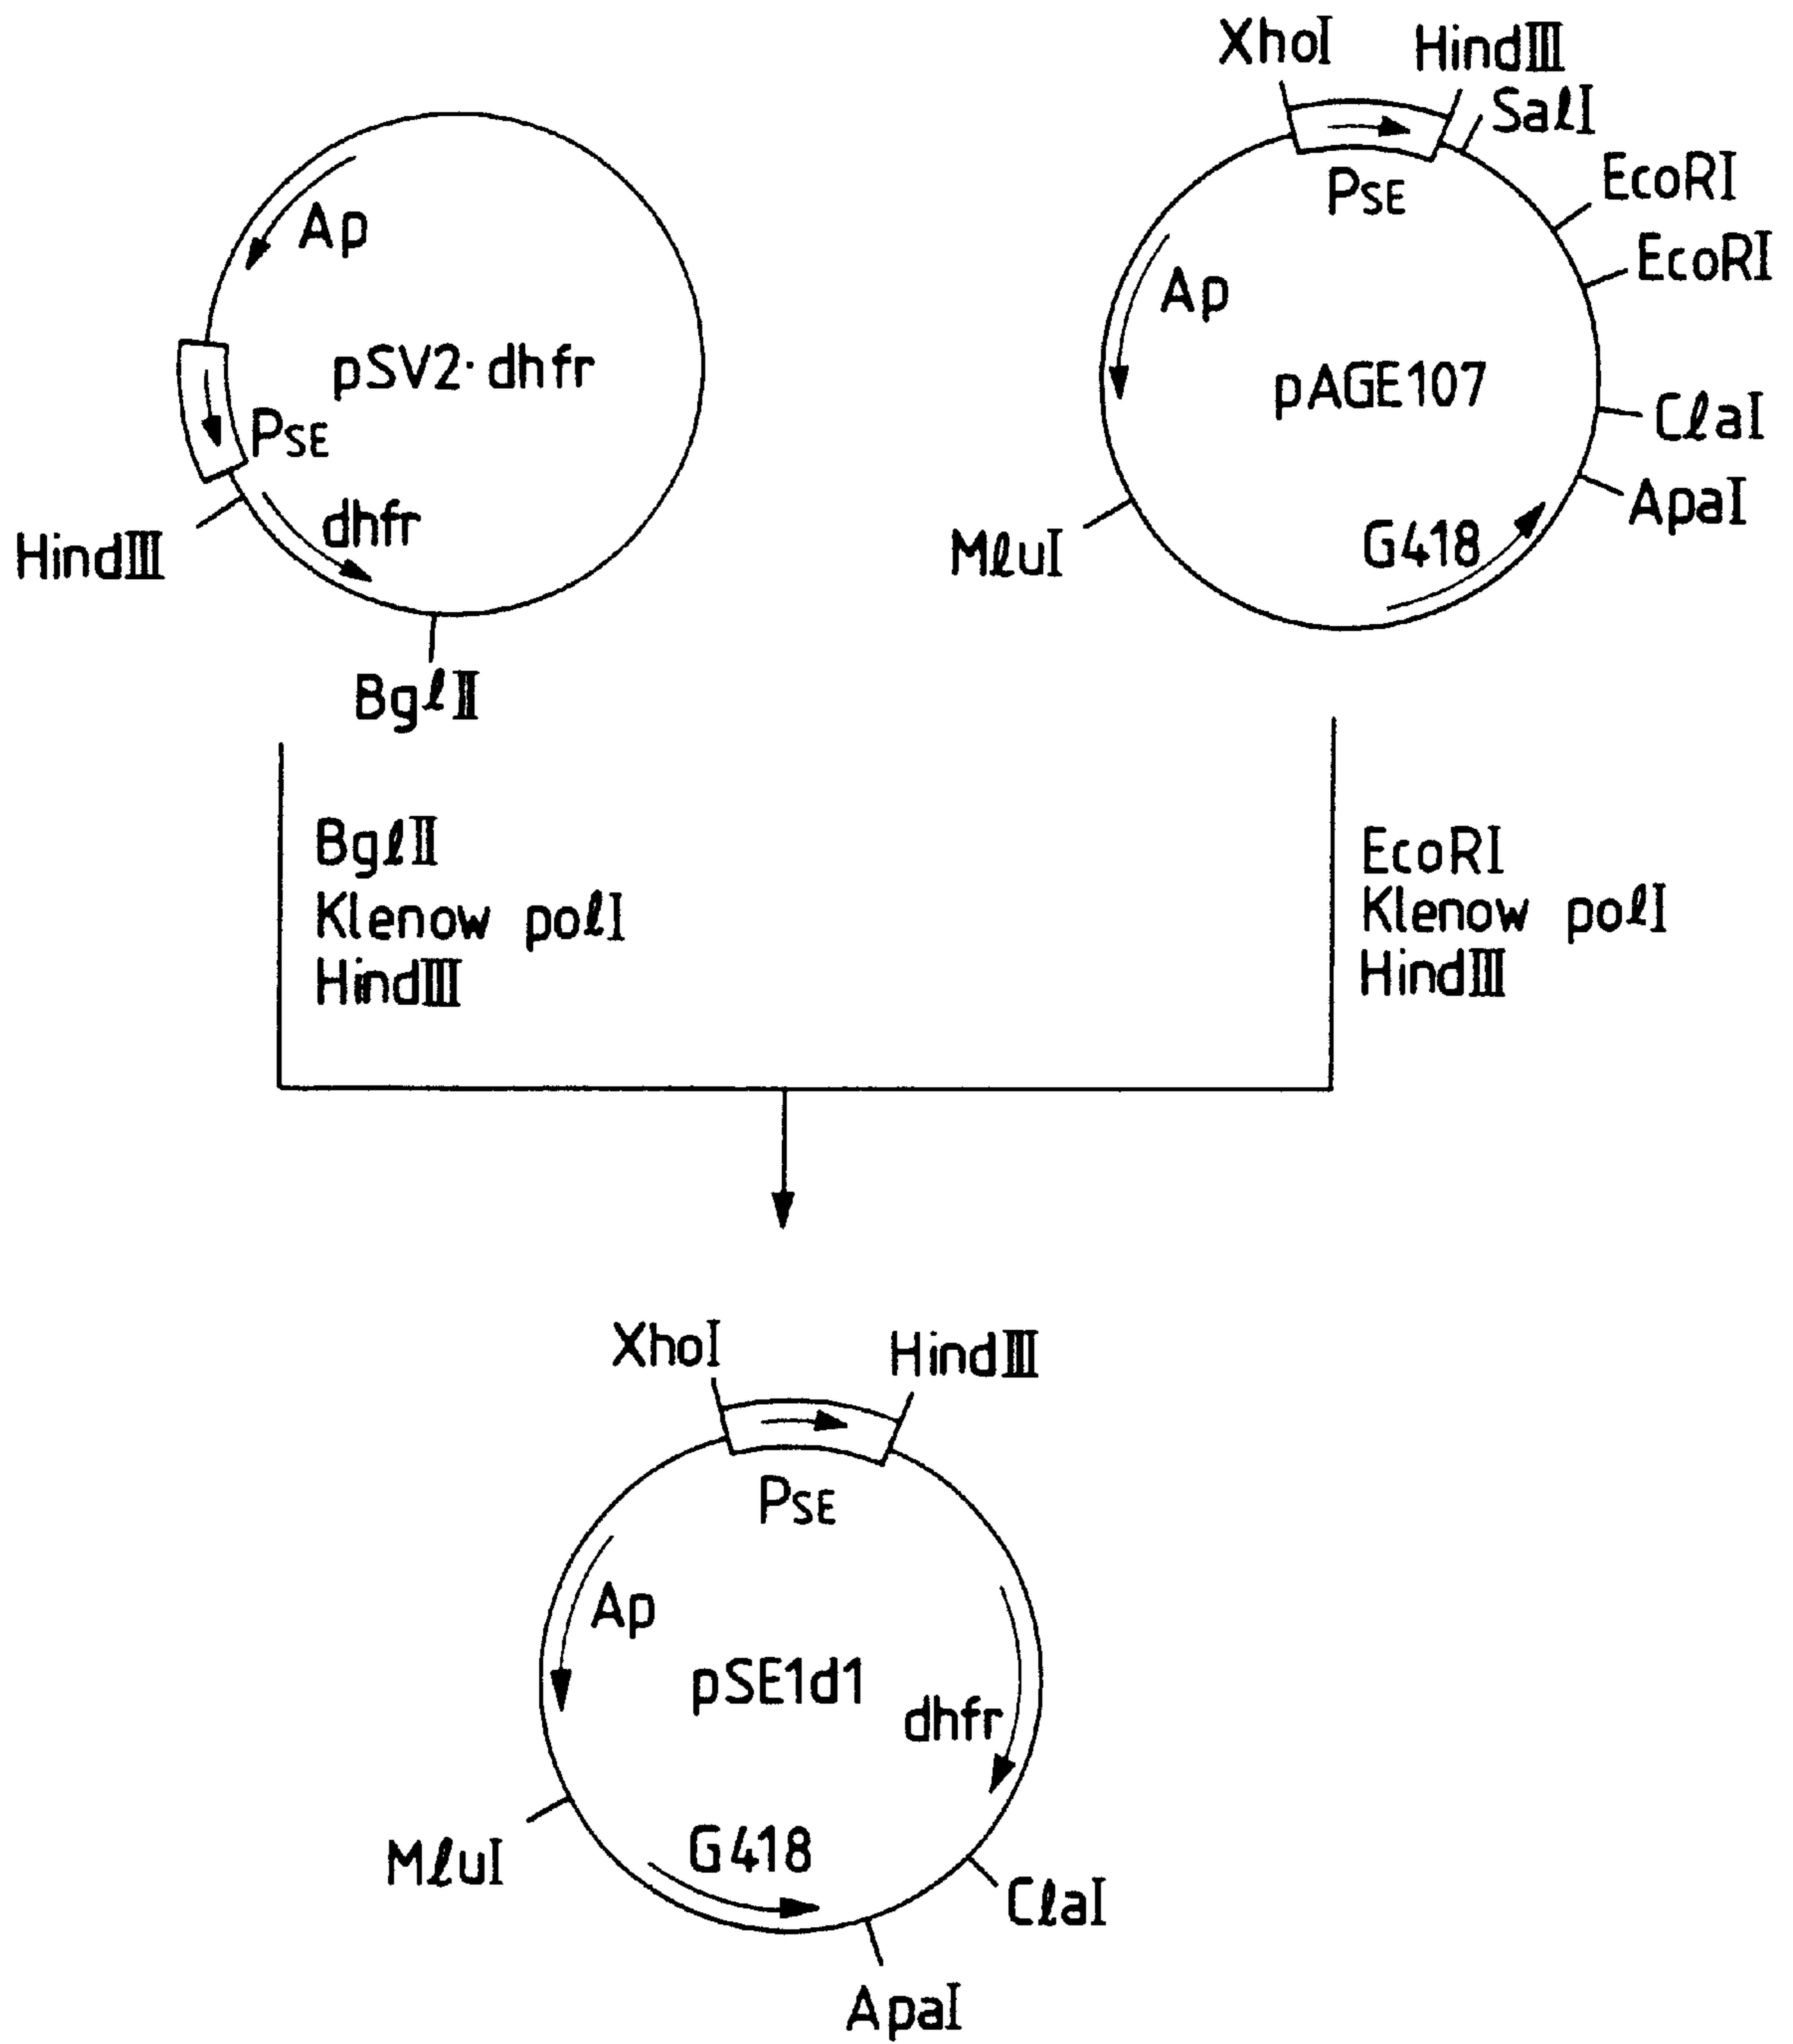 Ap
pSV2·dhfr
PSE
dhfr
HindIII
BglII
XhoI
HindIII
SalI
EcoRI
PSE
EcoRI
Ap
pAGE107
ClaI
ApaI
G418
MluI
BglII
Klenow polI
HindIII
EcoRI
Klenow polI
HindIII
XhoI
HindIII
PSE
Ap
pSE1d1
dhfr
G418
MluI
ClaI
ApaI